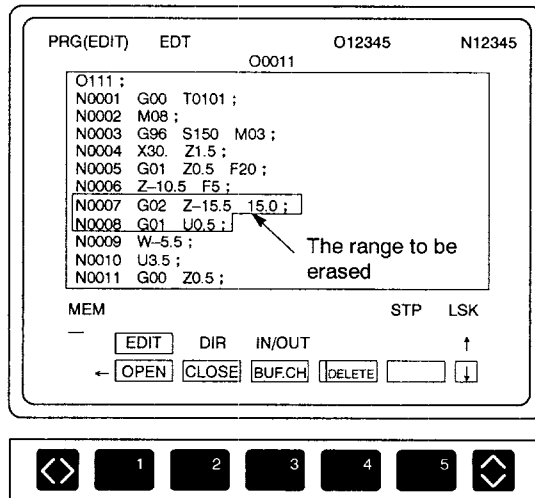 PRG(EDIT) EDT O12345 N12345
O0011
O111 ;
N0001 G00 T0101 ;
N0002 M08 ;
N0003 G96 S150 M03 ;
N0004 X30. Z1.5 ;
N0005 G01 Z0.5 F20 ;
N0006 Z–10.5 F5 ;
N0007 G02 Z–15.5 15.0 ;
N0008 G01 U0.5 ;
N0009 W–5.5 ;
N0010 U3.5 ;
N0011 G00 Z0.5 ;
The range to be
erased
MEM STP LSK
EDIT DIR IN/OUT ↑
← OPEN CLOSE BUF.CH DELETE ↓
1 2 3 4 5